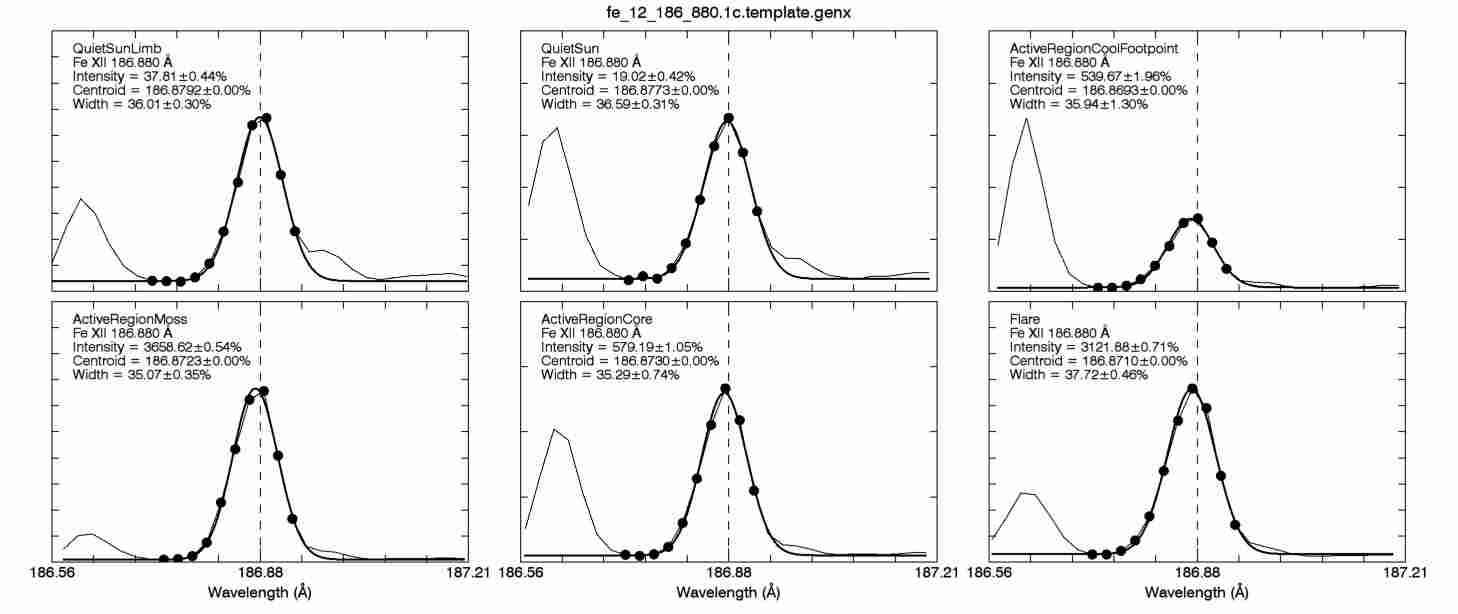 fe_12_186_880.1c.template.genx
QuietSunLimb
Fe XII 186.880 Å
Intensity = 37.81±0.44%
Centroid = 186.8792±0.00%
Width = 36.01±0.30%
QuietSun
Fe XII 186.880 Å
Intensity = 19.02±0.42%
Centroid = 186.8773±0.00%
Width = 36.59±0.31%
ActiveRegionCoolFootpoint
Fe XII 186.880 Å
Intensity = 539.67±1.96%
Centroid = 186.8693±0.00%
Width = 35.94±1.30%
ActiveRegionMoss
Fe XII 186.880 Å
Intensity = 3658.62±0.54%
Centroid = 186.8723±0.00%
Width = 35.07±0.35%
ActiveRegionCore
Fe XII 186.880 Å
Intensity = 579.19±1.05%
Centroid = 186.8730±0.00%
Width = 35.29±0.74%
Flare
Fe XII 186.880 Å
Intensity = 3121.88±0.71%
Centroid = 186.8710±0.00%
Width = 37.72±0.46%
186.56 186.88 187.21 186.56 186.88 187.21 186.56 186.88 187.21
Wavelength (Å) Wavelength (Å) Wavelength (Å)